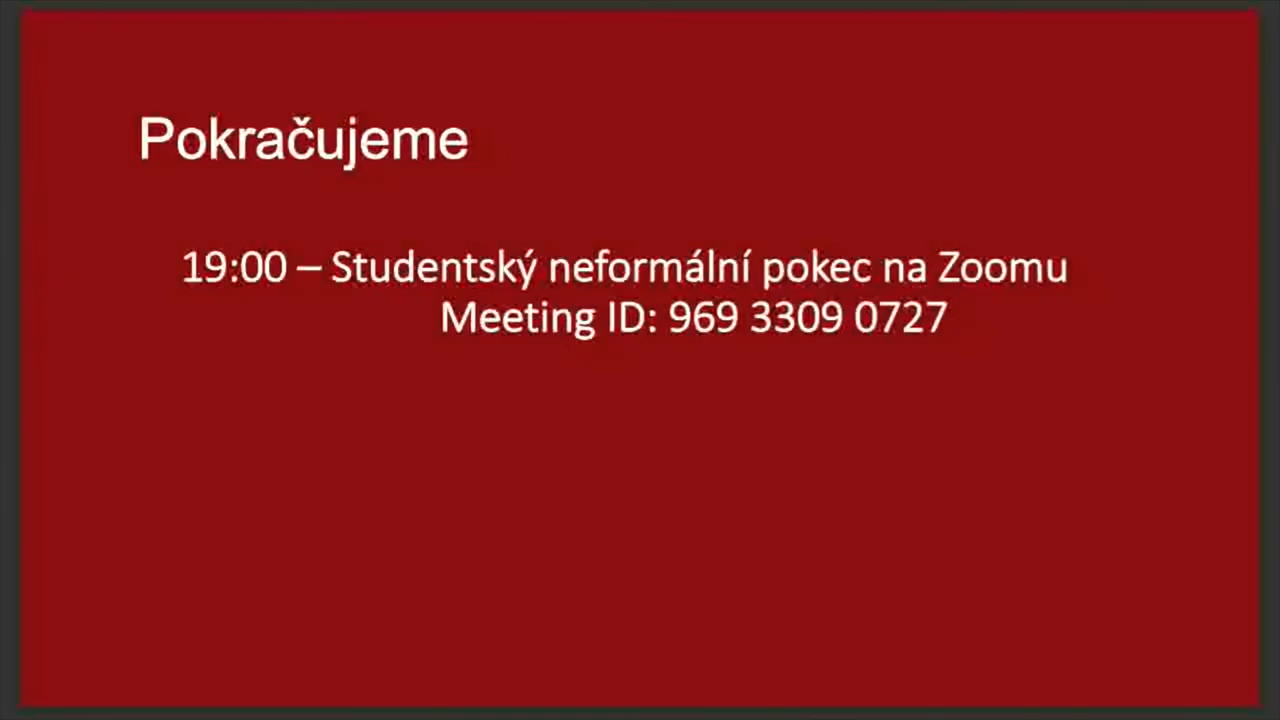 Pokračujeme
19:00 – Studentský neformální pokec na Zoomu
Meeting ID: 969 3309 0727